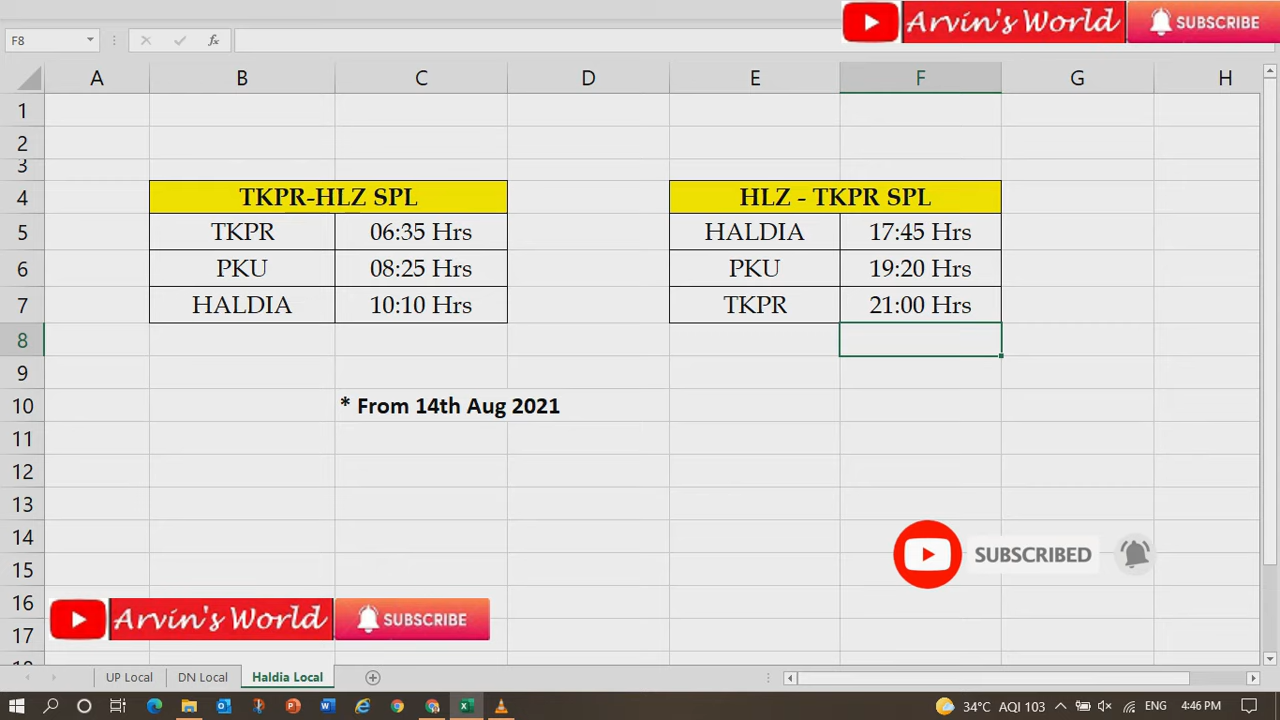 Arvin's World SUBSCRIBE
F8 fx
A B C D E F G H
1
2
3
4 TKPR-HLZ SPL HLZ - TKPR SPL
5 TKPR 06:35 Hrs HALDIA 17:45 Hrs
6 PKU 08:25 Hrs PKU 19:20 Hrs
7 HALDIA 10:10 Hrs TKPR 21:00 Hrs
8
9
10 * From 14th Aug 2021
11
12
13
14
SUBSCRIBED
15
16
Arvin's World SUBSCRIBE
17
UP Local DN Local Haldia Local
34°C AQI 103 ENG 4:46 PM